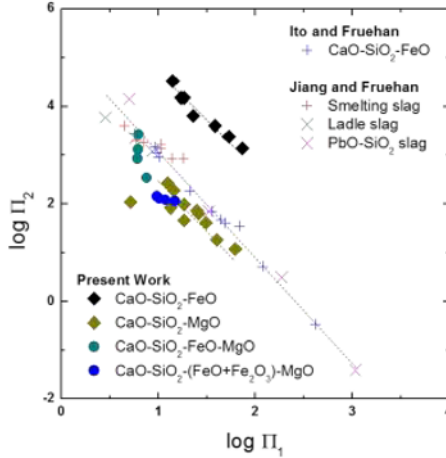 Ito and Fruehan
CaO-SiO₂-FeO
Jiang and Fruehan
Smelting slag
Ladle slag
PbO-SiO₂ slag
6
4
2
0
-2
log Π₂
Present Work
CaO-SiO₂-FeO
CaO-SiO₂-MgO
CaO-SiO₂-FeO-MgO
CaO-SiO₂-(FeO+Fe₂O₃)-MgO
0 1 2 3 4
log Π₁